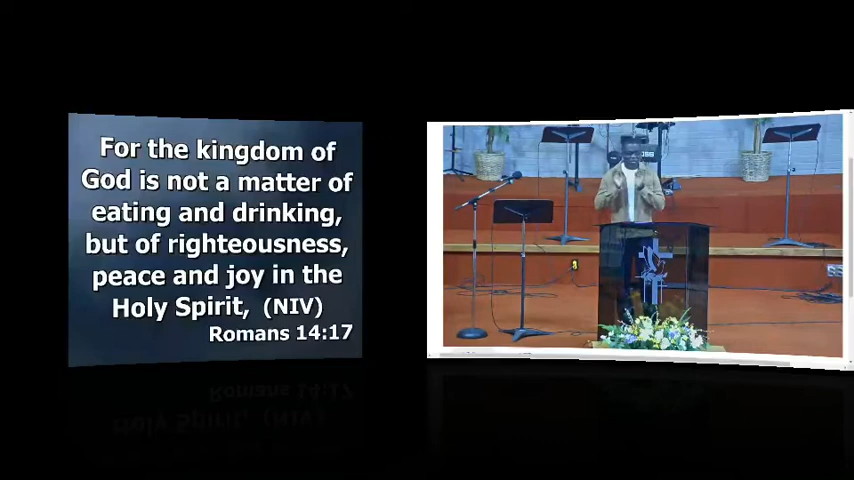 For the kingdom of
God is not a matter of
eating and drinking,
but of righteousness,
peace and joy in the
Holy Spirit, (NIV)
Romans 14:17